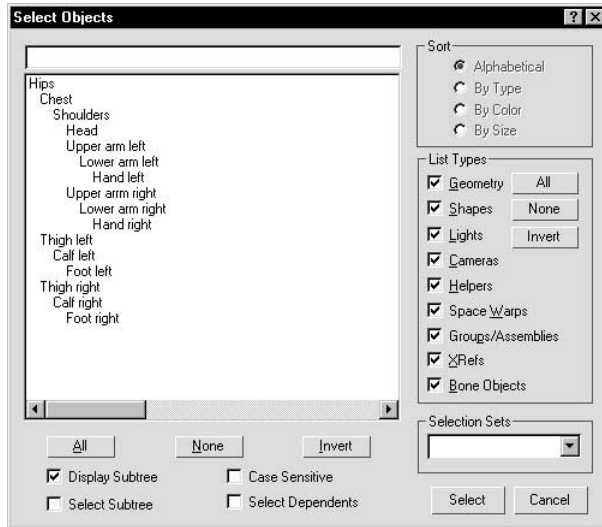 Select Objects
Hips
Chest
Shoulders
Head
Upper arm left
Lower arm left
Hand left
Upper arrm right
Lower arm right
Hand right
Thigh left
Calf left
Foot left
Thigh right
Calf right
Foot right
All
None
Invert
Display Subtree
Case Sensitive
Select Subtree
Select Dependents
Sort
Alphabetical
By Type
By Color
By Size
List Types
Geometry
All
Shapes
None
Lights
Invert
Cameras
Helpers
Space Warps
Groups/Assemblies
XRefs
Bone Objects
Selection Sets
Select
Cancel